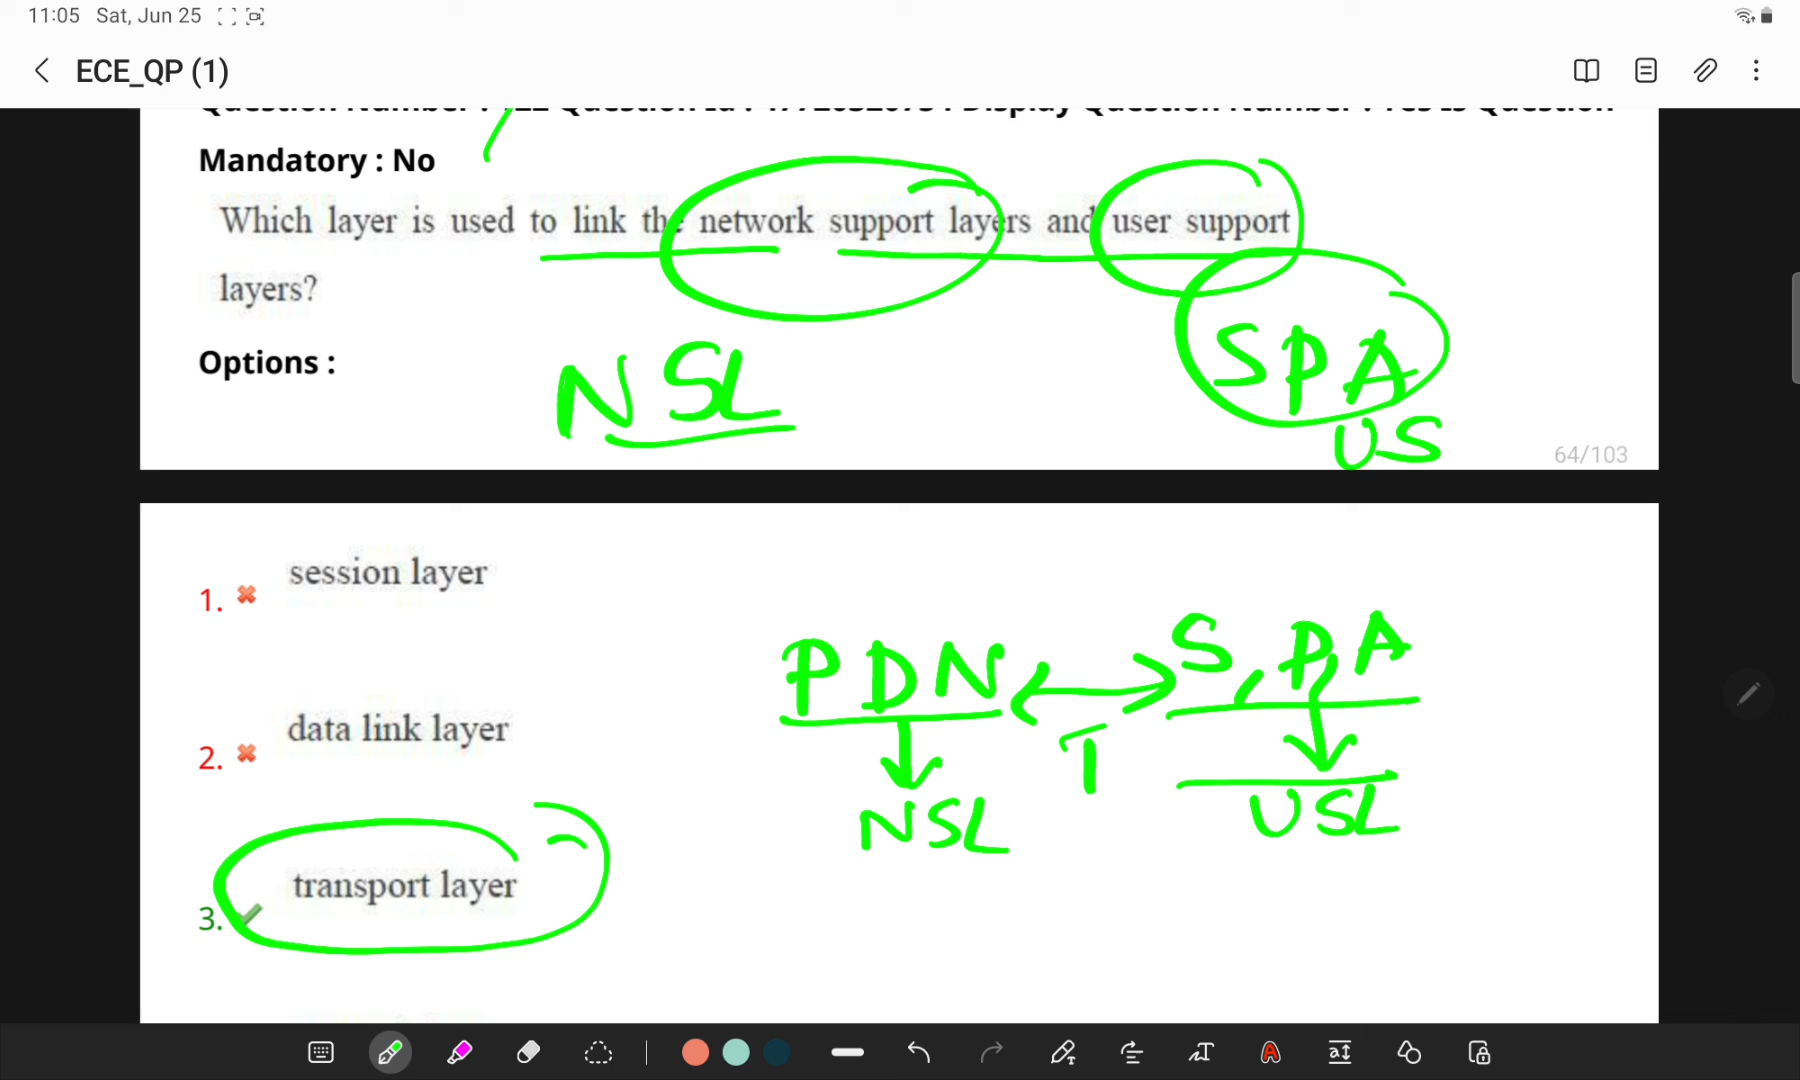 11:05 Sat, Jun 25
ECE_QP (1)
Mandatory : No
Which layer is used to link the network support layers and user support
layers?
Options :
NSL
SPA
US
64/103
session layer
1.
data link layer
2.
transport layer
3.
PDN S,P,A
T
NSL USL